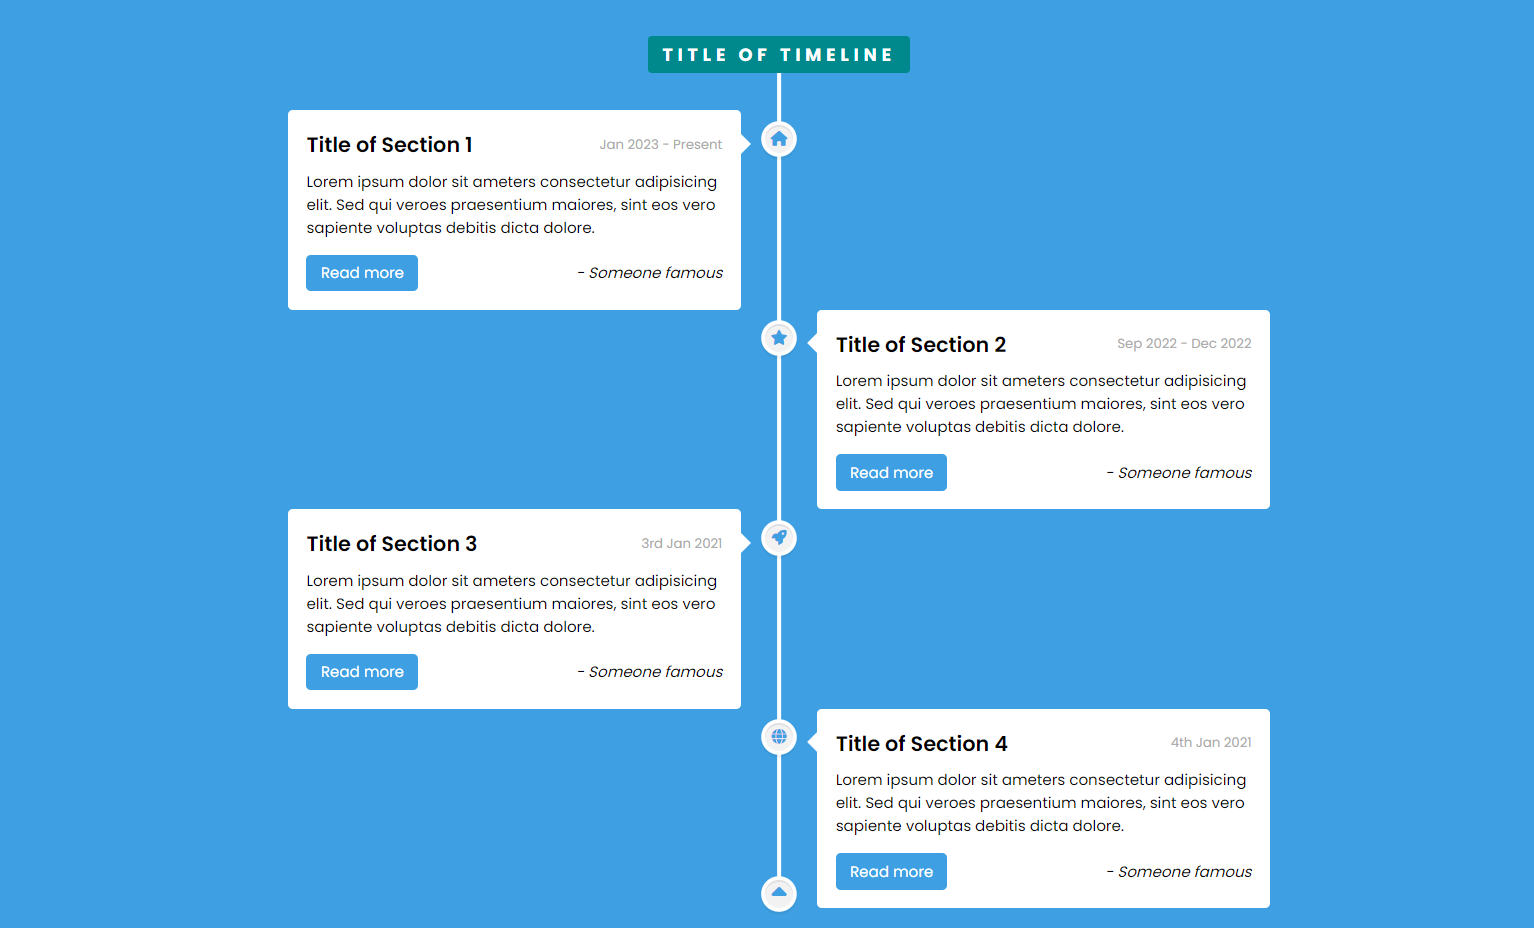 TITLE OF TIMELINE
Title of Section 1
Jan 2023 - Present
Lorem ipsum dolor sit ameters consectetur adipisicing
elit. Sed qui veroes praesentium maiores, sint eos vero
sapiente voluptas debitis dicta dolore.
Read more
- Someone famous
Title of Section 2
Sep 2022 - Dec 2022
Lorem ipsum dolor sit ameters consectetur adipisicing
elit. Sed qui veroes praesentium maiores, sint eos vero
sapiente voluptas debitis dicta dolore.
Read more
- Someone famous
Title of Section 3
3rd Jan 2021
Lorem ipsum dolor sit ameters consectetur adipisicing
elit. Sed qui veroes praesentium maiores, sint eos vero
sapiente voluptas debitis dicta dolore.
Read more
- Someone famous
Title of Section 4
4th Jan 2021
Lorem ipsum dolor sit ameters consectetur adipisicing
elit. Sed qui veroes praesentium maiores, sint eos vero
sapiente voluptas debitis dicta dolore.
Read more
- Someone famous